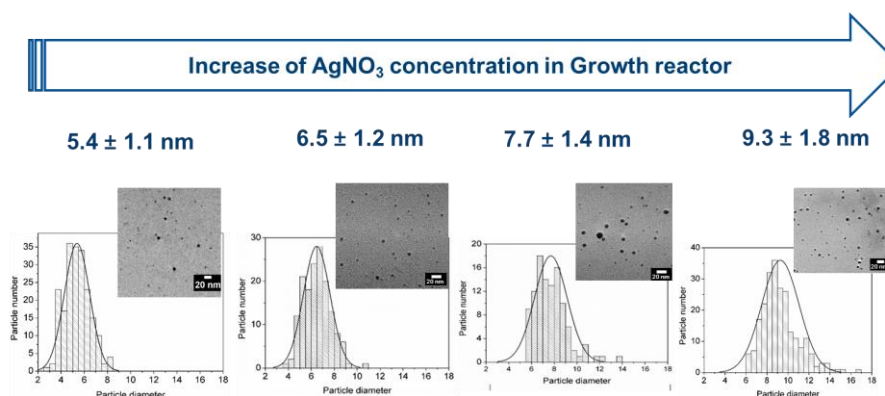 Increase of AgNO₃ concentration in Growth reactor
5.4 ± 1.1 nm
6.5 ± 1.2 nm
7.7 ± 1.4 nm
9.3 ± 1.8 nm
20 nm
20 nm
20 nm
20 nm
Particle number
35
30
25
20
15
10
5
0
2 4 6 8 10 12 14 16 18
Particle diameter
Particle number
30
20
10
0
2 4 6 8 10 12 14 16 18
Particle diameter
Particle number
20
18
16
14
12
10
8
6
4
2
0
2 4 6 8 10 12 14 16 18
Particle diameter
Particle number
40
30
20
10
0
4 6 8 10 12 14 16 18
Particle diameter